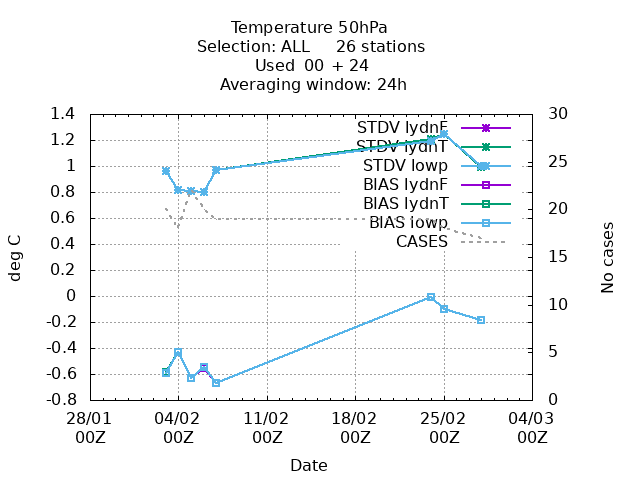 Temperature 50hPa
Selection: ALL 26 stations
Used 00 + 24
Averaging window: 24h
1.4
1.2
1
0.8
0.6
0.4
0.2
0
-0.2
-0.4
-0.6
-0.8
deg C
30
25
20
15
10
5
0
No cases
STDV lydnF
STDV lydnT
STDV lowp
BIAS lydnF
BIAS lydnT
BIAS lowp
CASES
28/01 04/02 11/02 18/02 25/02 04/03
00Z 00Z 00Z 00Z 00Z 00Z
Date